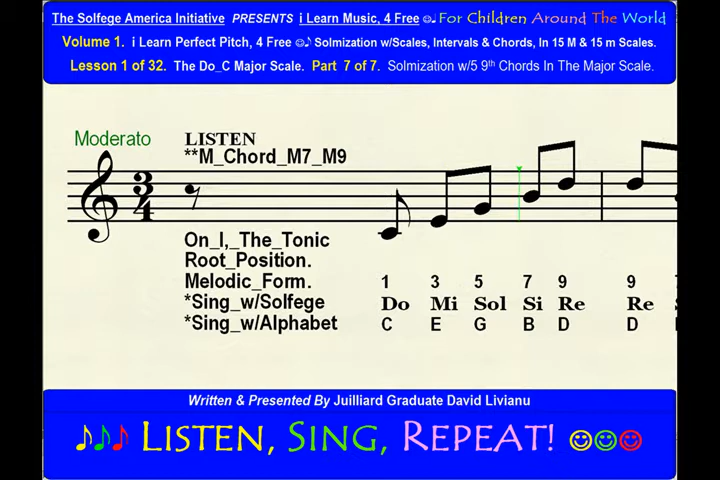 The Solfege America Initiative PRESENTS i Learn Music, 4 Free ☺♪ For Children Around The World
Volume 1. i Learn Perfect Pitch, 4 Free ☺♪ Solmization w/Scales, Intervals & Chords, In 15 M & 15 m Scales.
Lesson 1 of 32. The Do_C Major Scale. Part 7 of 7. Solmization w/5 9th Chords In The Major Scale.
Moderato
LISTEN
**M_Chord_M7_M9
3
4
On_I,_The_Tonic
Root_Position.
Melodic_Form. 1 3 5 7 9 9
*Sing_w/Solfege Do Mi Sol Si Re Re
*Sing_w/Alphabet C E G B D D
Written & Presented By Juilliard Graduate David Livianu
♪♪♪ LISTEN, SING, REPEAT! ☺☺☺